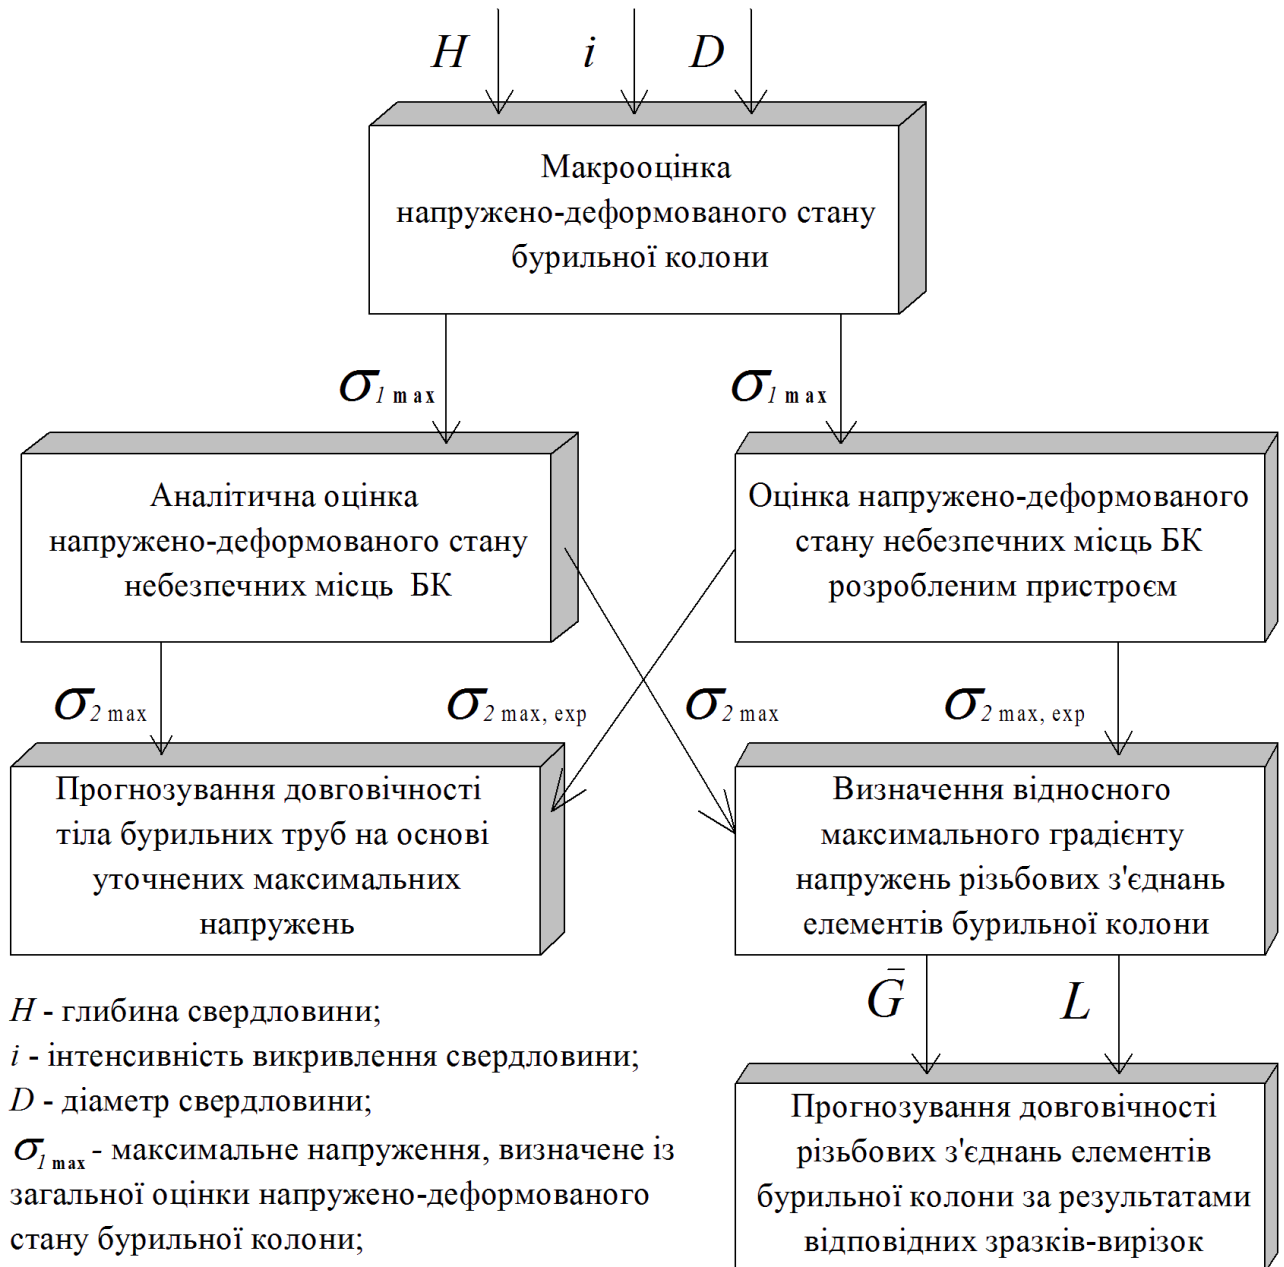 H i D
Макрооцінка
напружено-деформованого стану
бурильної колони
σ1 max σ1 max
Аналітична оцінка
напружено-деформованого стану
небезпечних місць БК
Оцінка напружено-деформованого
стану небезпечних місць БК
розробленим пристроєм
σ2 max σ2 max, exp σ2 max σ2 max, exp
Прогнозування довговічності
тіла бурильних труб на основі
уточнених максимальних
напружень
Визначення відносного
максимального градієнту
напружень різьбових з'єднань
елементів бурильної колони
Ḡ L
Прогнозування довговічності
різьбових з'єднань елементів
бурильної колони за результатами
відповідних зразків-вирізок
H - глибина свердловини;
i - інтенсивність викривлення свердловини;
D - діаметр свердловини;
σ1 max - максимальне напруження, визначене із
загальної оцінки напружено-деформованого
стану бурильної колони;